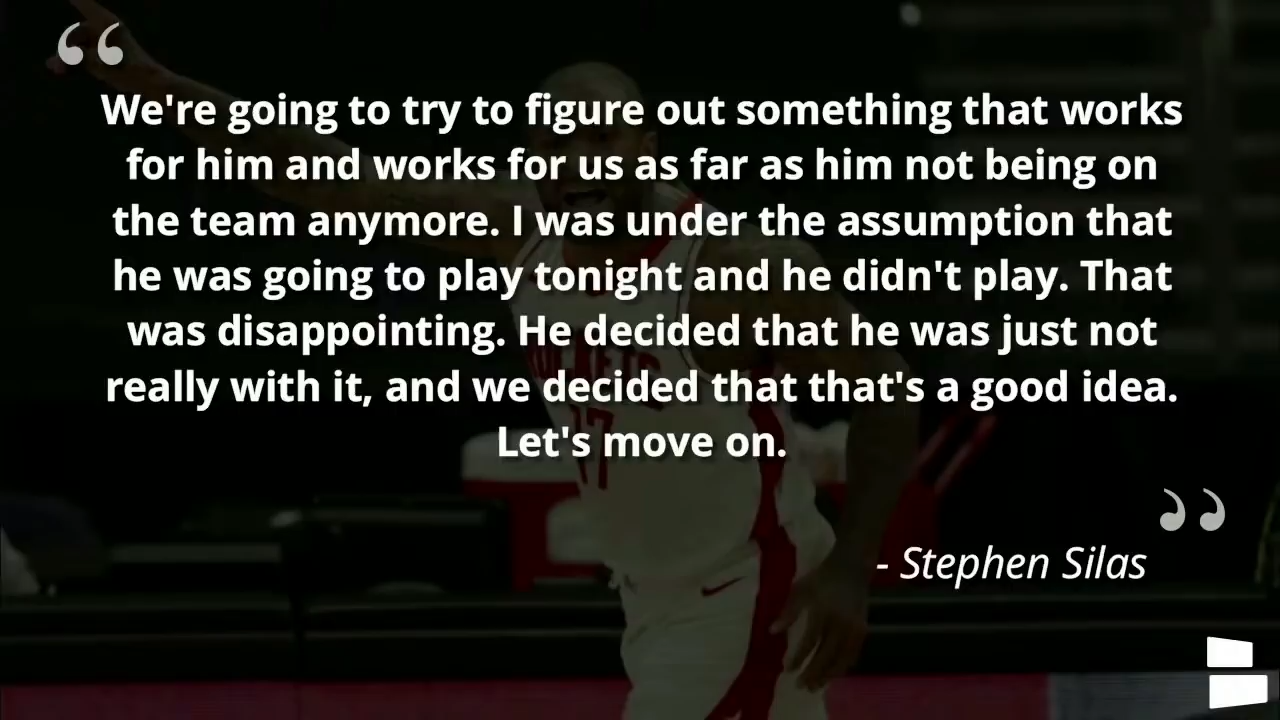 “
We're going to try to figure out something that works
for him and works for us as far as him not being on
the team anymore. I was under the assumption that
he was going to play tonight and he didn't play. That
was disappointing. He decided that he was just not
really with it, and we decided that that's a good idea.
Let's move on.
”
- Stephen Silas